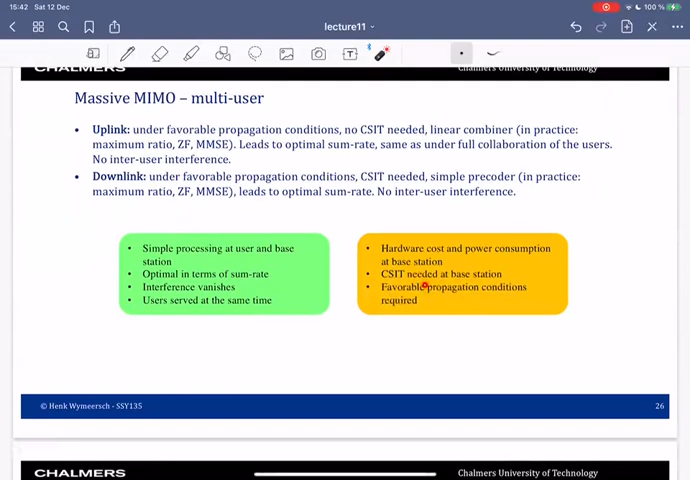 15:42 Sat 12 Dec
100 %
lecture11
T
CHALMERS
Chalmers University of Technology
Massive MIMO – multi-user
• Uplink: under favorable propagation conditions, no CSIT needed, linear combiner (in practice:
maximum ratio, ZF, MMSE). Leads to optimal sum-rate, same as under full collaboration of the users.
No inter-user interference.
• Downlink: under favorable propagation conditions, CSIT needed, simple precoder (in practice:
maximum ratio, ZF, MMSE), leads to optimal sum-rate. No inter-user interference.
• Simple processing at user and base
station
• Optimal in terms of sum-rate
• Interference vanishes
• Users served at the same time
• Hardware cost and power consumption
at base station
• CSIT needed at base station
• Favorable propagation conditions
required
© Henk Wymeersch - SSY135
26
CHALMERS
Chalmers University of Technology